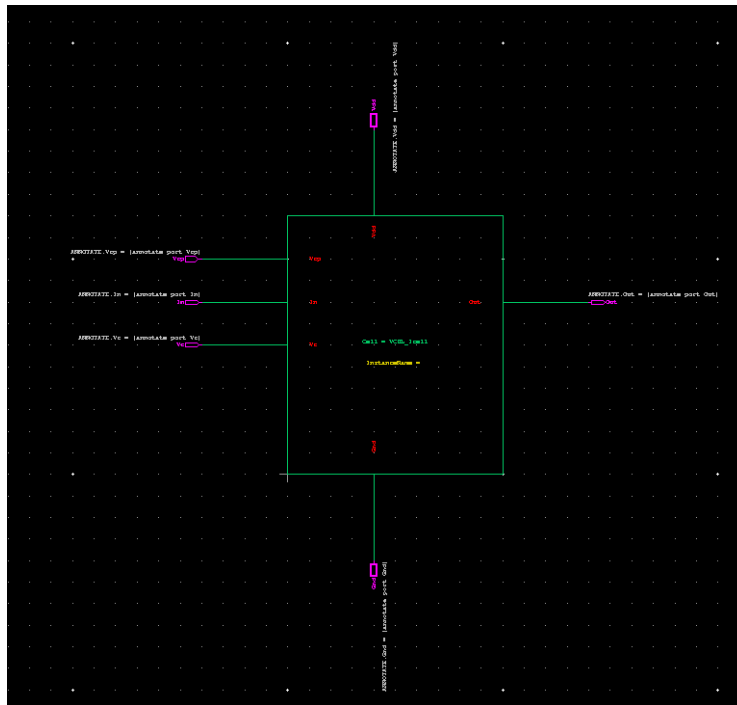 Vdd
ANNOTATE.Vdd = |annotate port Vdd|
Vdd
ANNOTATE.Vcp = |annotate port Vcp|
Vcp
Vcp
ANNOTATE.In = |annotate port In|
In
In
Out
ANNOTATE.Out = |annotate port Out|
Out
ANNOTATE.Vc = |annotate port Vc|
Vc
Vc
InstanceName =
Gnd
Gnd
ANNOTATE.Gnd = |annotate port Gnd|